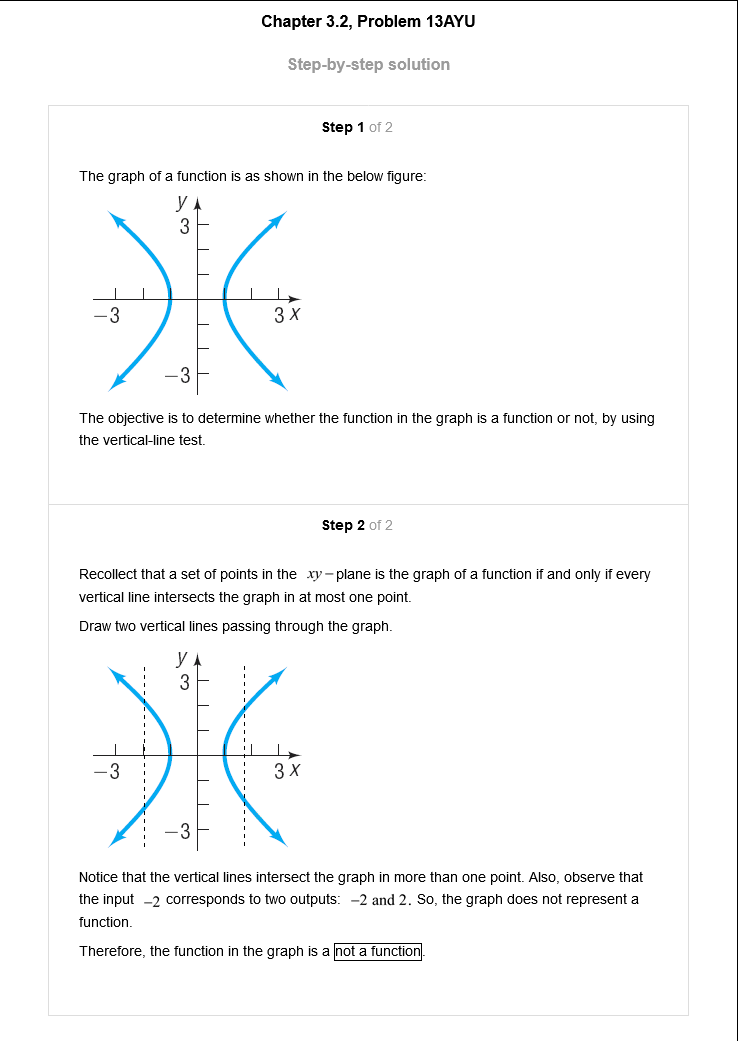 Chapter 3.2, Problem 13AYU
Step-by-step solution
Step 1 of 2
The graph of a function is as shown in the below figure:
y
3
−3
3 x
−3
The objective is to determine whether the function in the graph is a function or not, by using
the vertical-line test.
Step 2 of 2
Recollect that a set of points in the xy−plane is the graph of a function if and only if every
vertical line intersects the graph in at most one point.
Draw two vertical lines passing through the graph.
y
3
−3
3 x
−3
Notice that the vertical lines intersect the graph in more than one point. Also, observe that
the input −2 corresponds to two outputs: −2 and 2. So, the graph does not represent a
function.
Therefore, the function in the graph is a not a function.